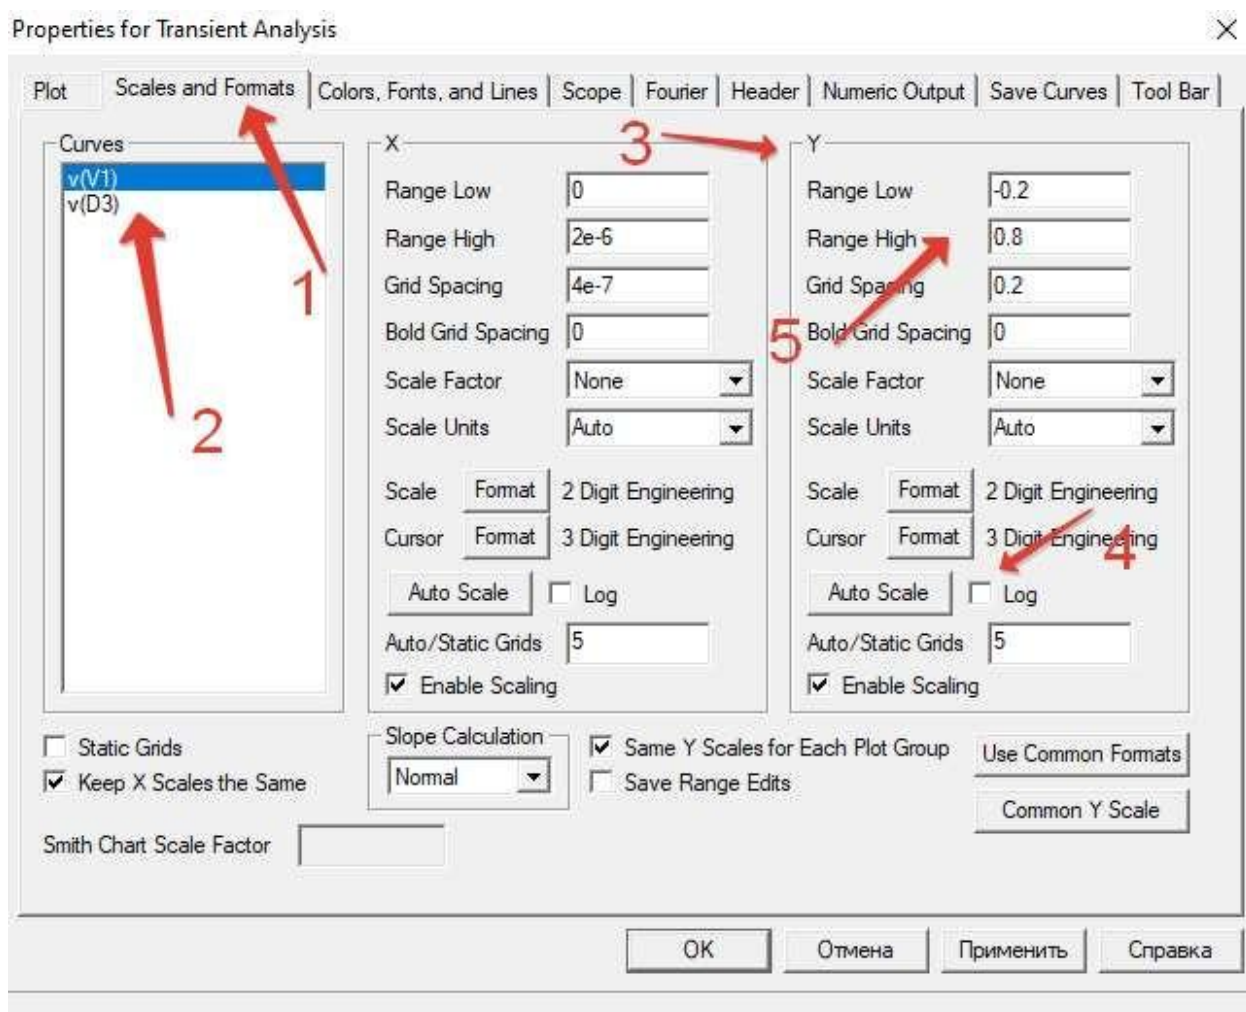 Properties for Transient Analysis
Plot Scales and Formats Colors, Fonts, and Lines Scope Fourier Header Numeric Output Save Curves Tool Bar
Curves
v(V1)
v(D3)
1
2
X
Range Low 0
Range High 2e-6
Grid Spacing 4e-7
Bold Grid Spacing 0
Scale Factor None
Scale Units Auto
Scale Format 2 Digit Engineering
Cursor Format 3 Digit Engineering
Auto Scale Log
Auto/Static Grids 5
Enable Scaling
3
Y
Range Low -0.2
Range High 0.8
Grid Spacing 0.2
5
Bold Grid Spacing 0
Scale Factor None
Scale Units Auto
Scale Format 2 Digit Engineering
Cursor Format 3 Digit Engineering
4
Auto Scale Log
Auto/Static Grids 5
Enable Scaling
Static Grids
Keep X Scales the Same
Slope Calculation
Normal
Same Y Scales for Each Plot Group
Save Range Edits
Use Common Formats
Common Y Scale
Smith Chart Scale Factor
OK Отмена Применить Справка